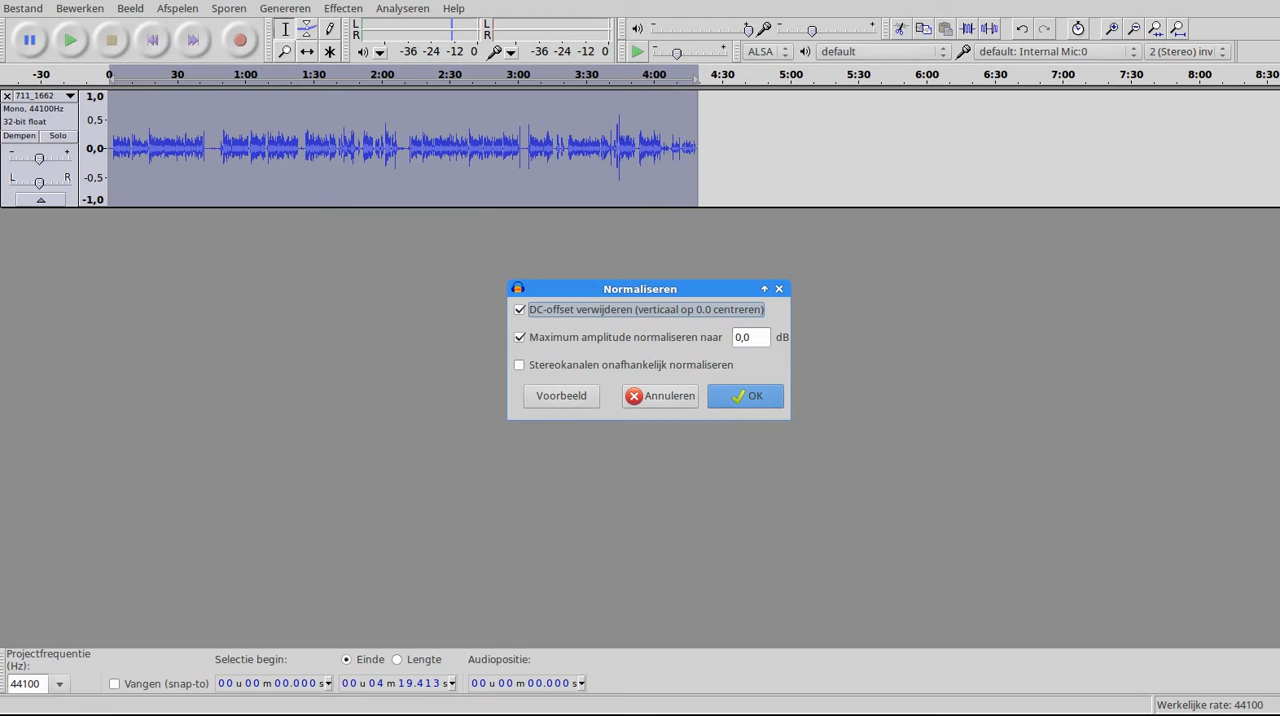 Bestand Bewerken Beeld Afspelen Sporen Genereren Effecten Analyseren Help
L
R
-36 -24 -12 0
L
R
-36 -24 -12 0
ALSA default default: Internal Mic:0 2 (Stereo) inv
-30 0 30 1:00 1:30 2:00 2:30 3:00 3:30 4:00 4:30 5:00 5:30 6:00 6:30 7:00 7:30 8:00 8:30
711_1662
Mono, 44100Hz
32-bit float
Dempen Solo
- +
L R
1,0
0,5
0,0
-0,5
-1,0
Normaliseren
DC-offset verwijderen (verticaal op 0.0 centreren)
Maximum amplitude normaliseren naar 0,0 dB
Stereokanalen onafhankelijk normaliseren
Voorbeeld Annuleren OK
Projectfrequentie
(Hz):
Selectie begin: Einde Lengte Audiopositie:
44100 Vangen (snap-to) 00 u 00 m 00.000 s 00 u 04 m 19.413 s 00 u 00 m 00.000 s
Werkelijke rate: 44100